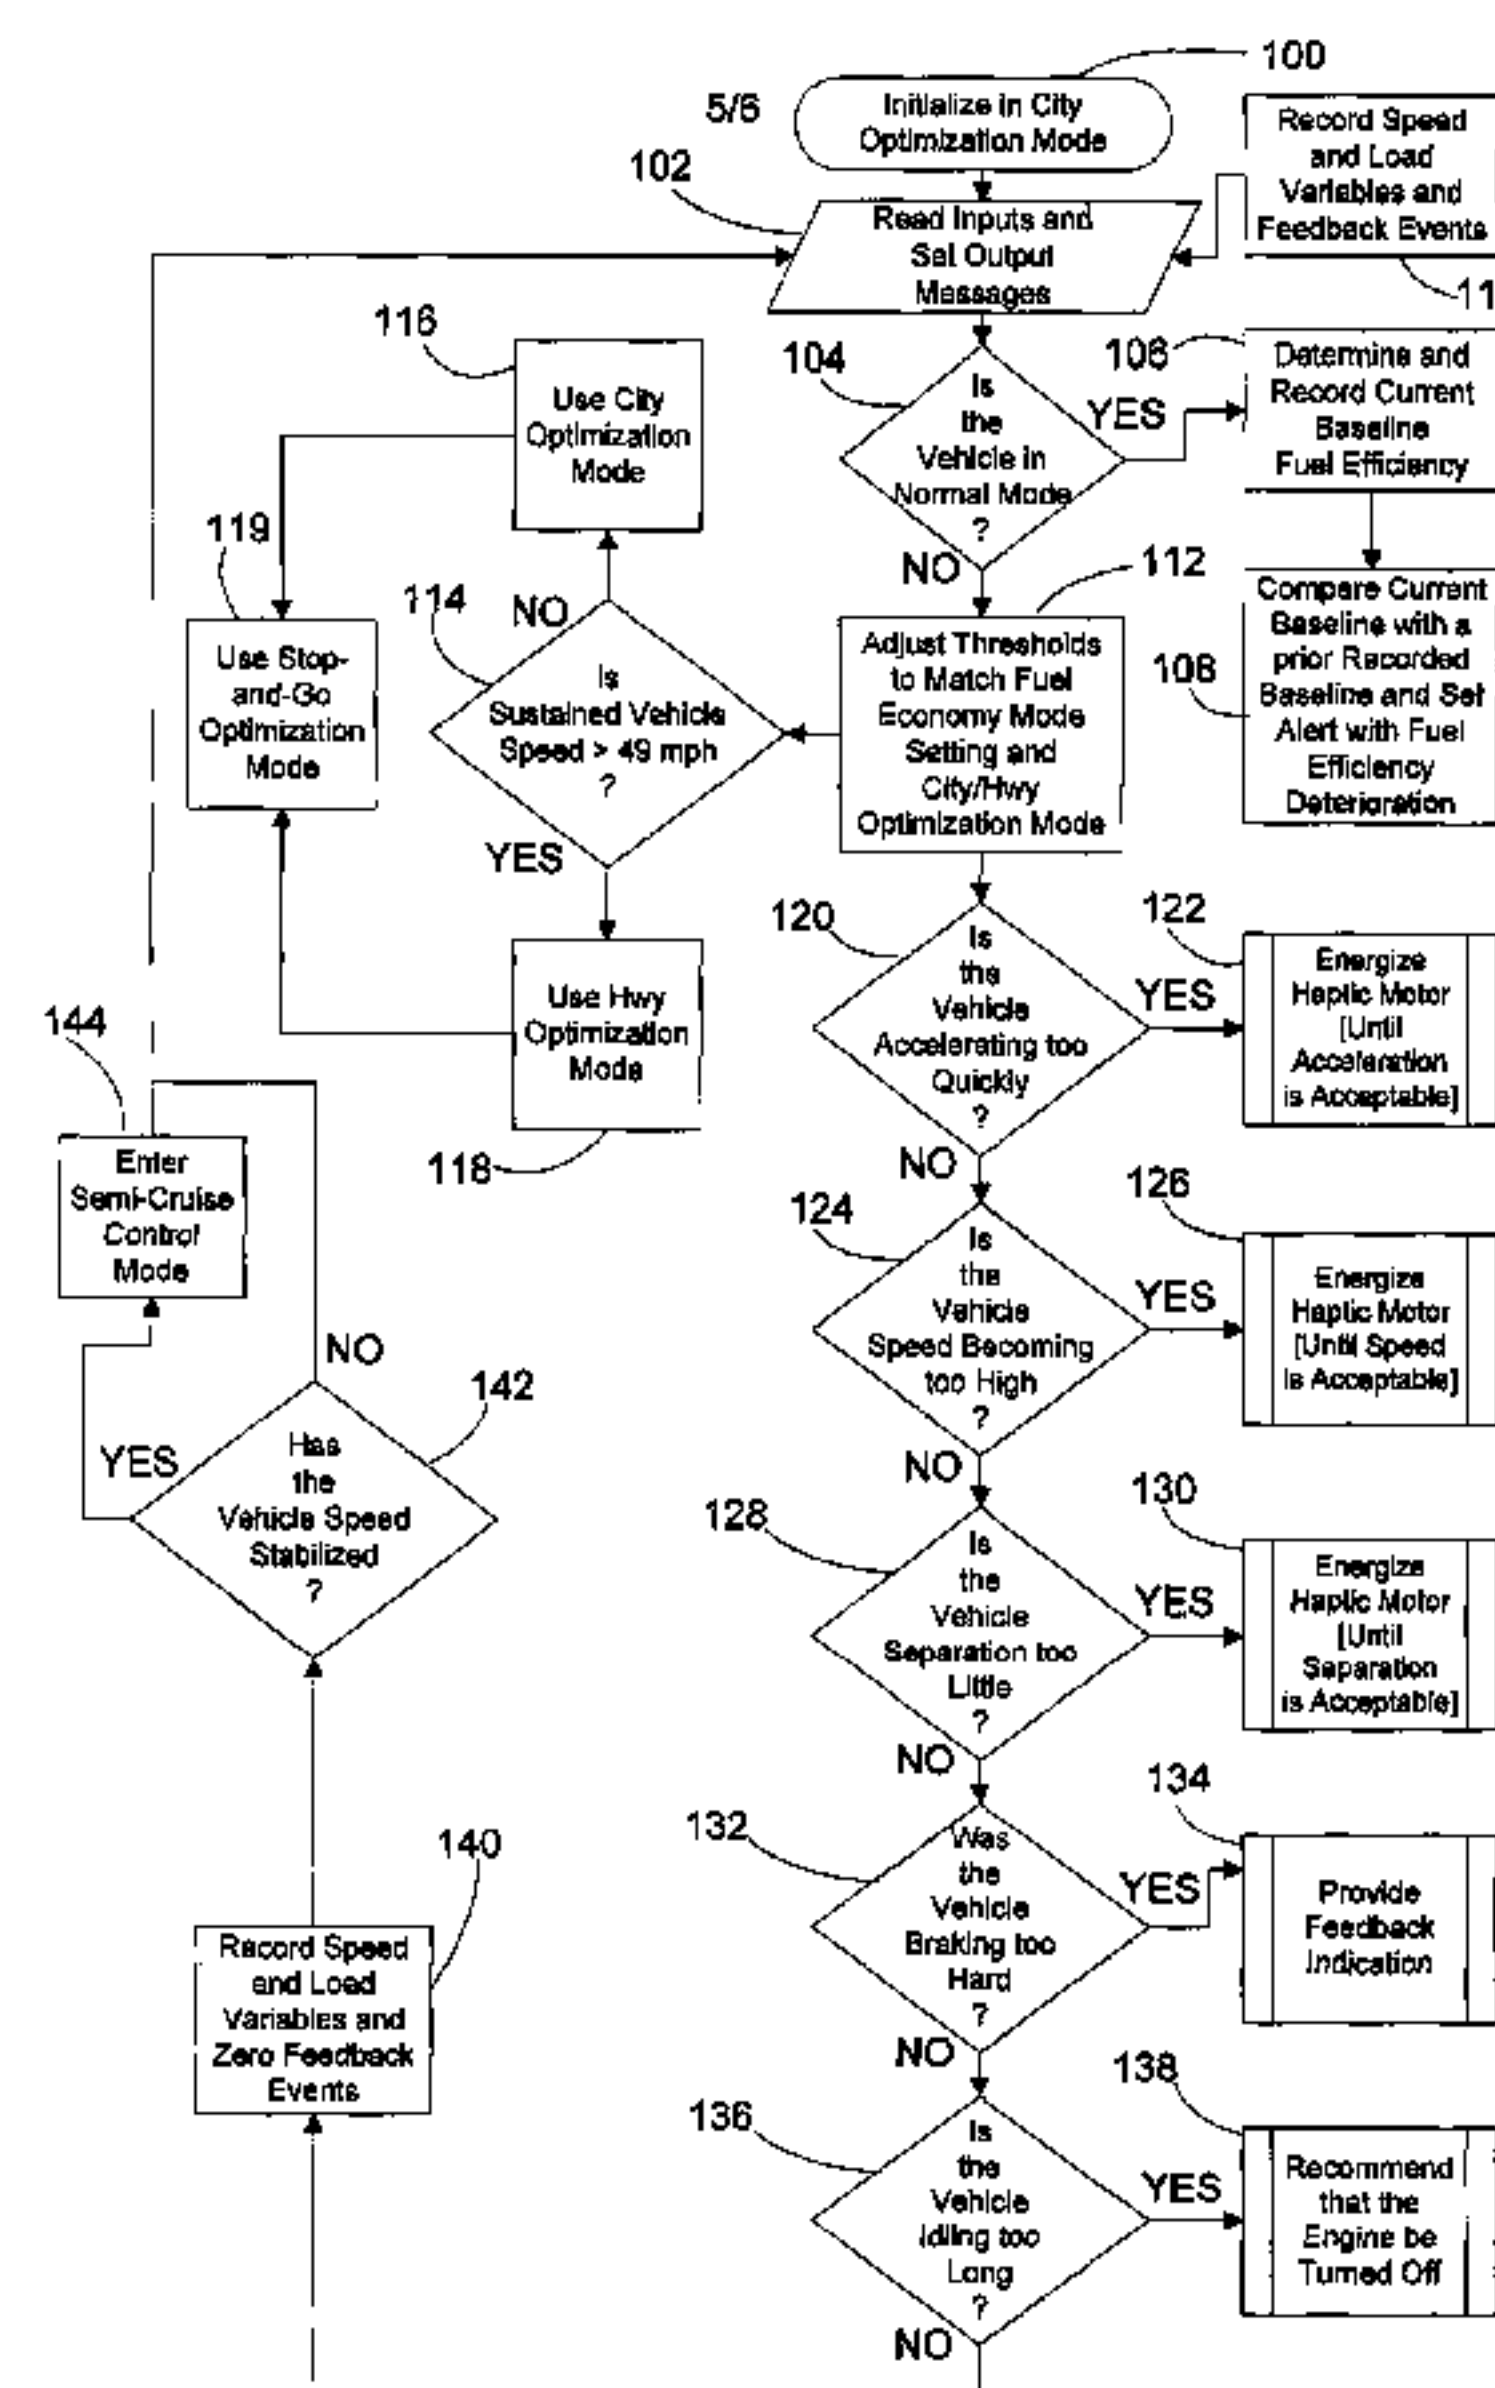 100
5/6
Initialize in City
Optimization Mode
Record Speed
and Load
Variables and
Feedback Events
102
Read Inputs and
Set Output
Messages
11
116
104
106
Determine and
Record Current
Baseline
Fuel Efficiency
Use City
Optimization
Mode
Is
the
Vehicle in
Normal Mode
?
YES
NO
119
112
114
NO
Compare Current
Baseline with a
prior Recorded
Baseline and Set
Alert with Fuel
Efficiency
Deterioration
108
Use Stop-
and-Go
Optimization
Mode
Is
Sustained Vehicle
Speed > 49 mph
?
YES
Adjust Thresholds
to Match Fuel
Economy Mode
Setting and
City/Hwy
Optimization Mode
120
122
Is
the
Vehicle
Accelerating too
Quickly
?
YES
NO
Energize
Haptic Motor
[Until
Acceleration
is Acceptable]
Use Hwy
Optimization
Mode
118
144
Enter
Semi-Cruise
Control
Mode
124
126
Is
the
Vehicle
Speed Becoming
too High
?
YES
NO
Energize
Haptic Motor
[Until Speed
is Acceptable]
NO
142
YES
Has
the
Vehicle Speed
Stabilized
?
128
130
Is
the
Vehicle
Separation too
Little
?
YES
NO
Energize
Haptic Motor
[Until
Separation
is Acceptable]
132
134
Was
the
Vehicle
Braking too
Hard
?
YES
NO
Provide
Feedback
Indication
140
Record Speed
and Load
Variables and
Zero Feedback
Events
136
138
Is
the
Vehicle
Idling too
Long
?
YES
NO
Recommend
that the
Engine be
Turned Off